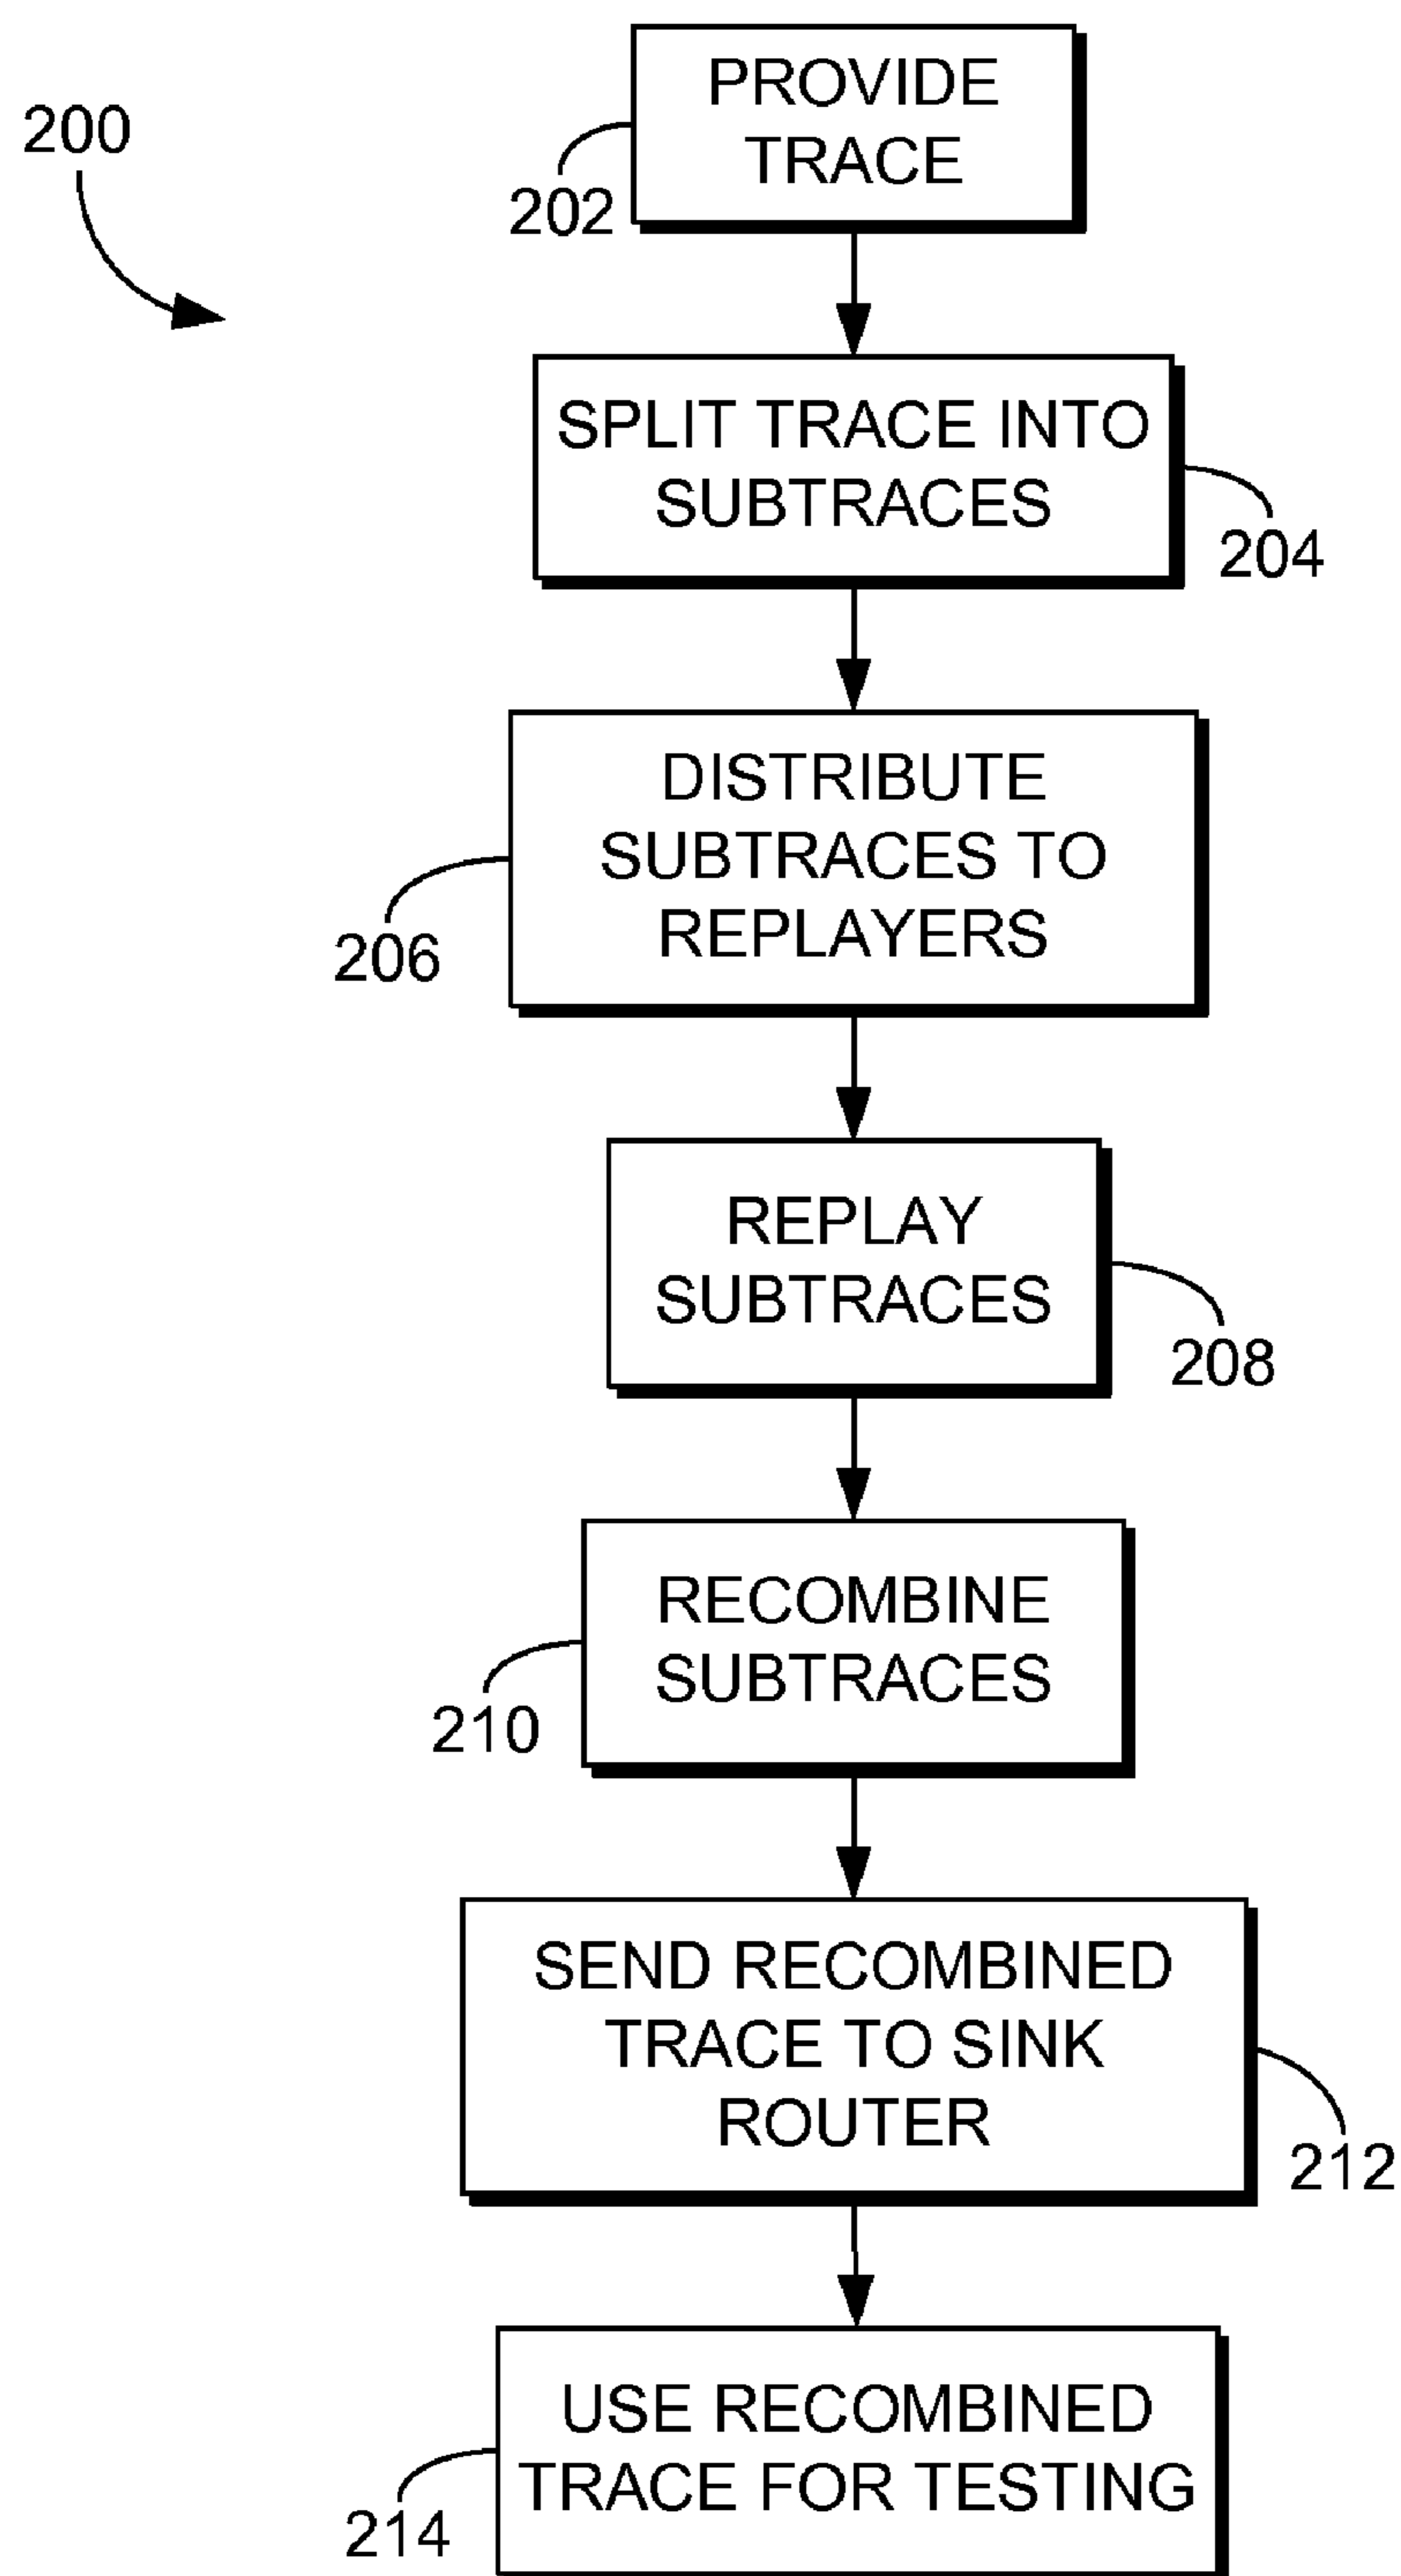 200
PROVIDE
TRACE
202
SPLIT TRACE INTO
SUBTRACES
204
DISTRIBUTE
SUBTRACES TO
REPLAYERS
206
REPLAY
SUBTRACES
208
RECOMBINE
SUBTRACES
210
SEND RECOMBINED
TRACE TO SINK
ROUTER
212
USE RECOMBINED
TRACE FOR TESTING
214